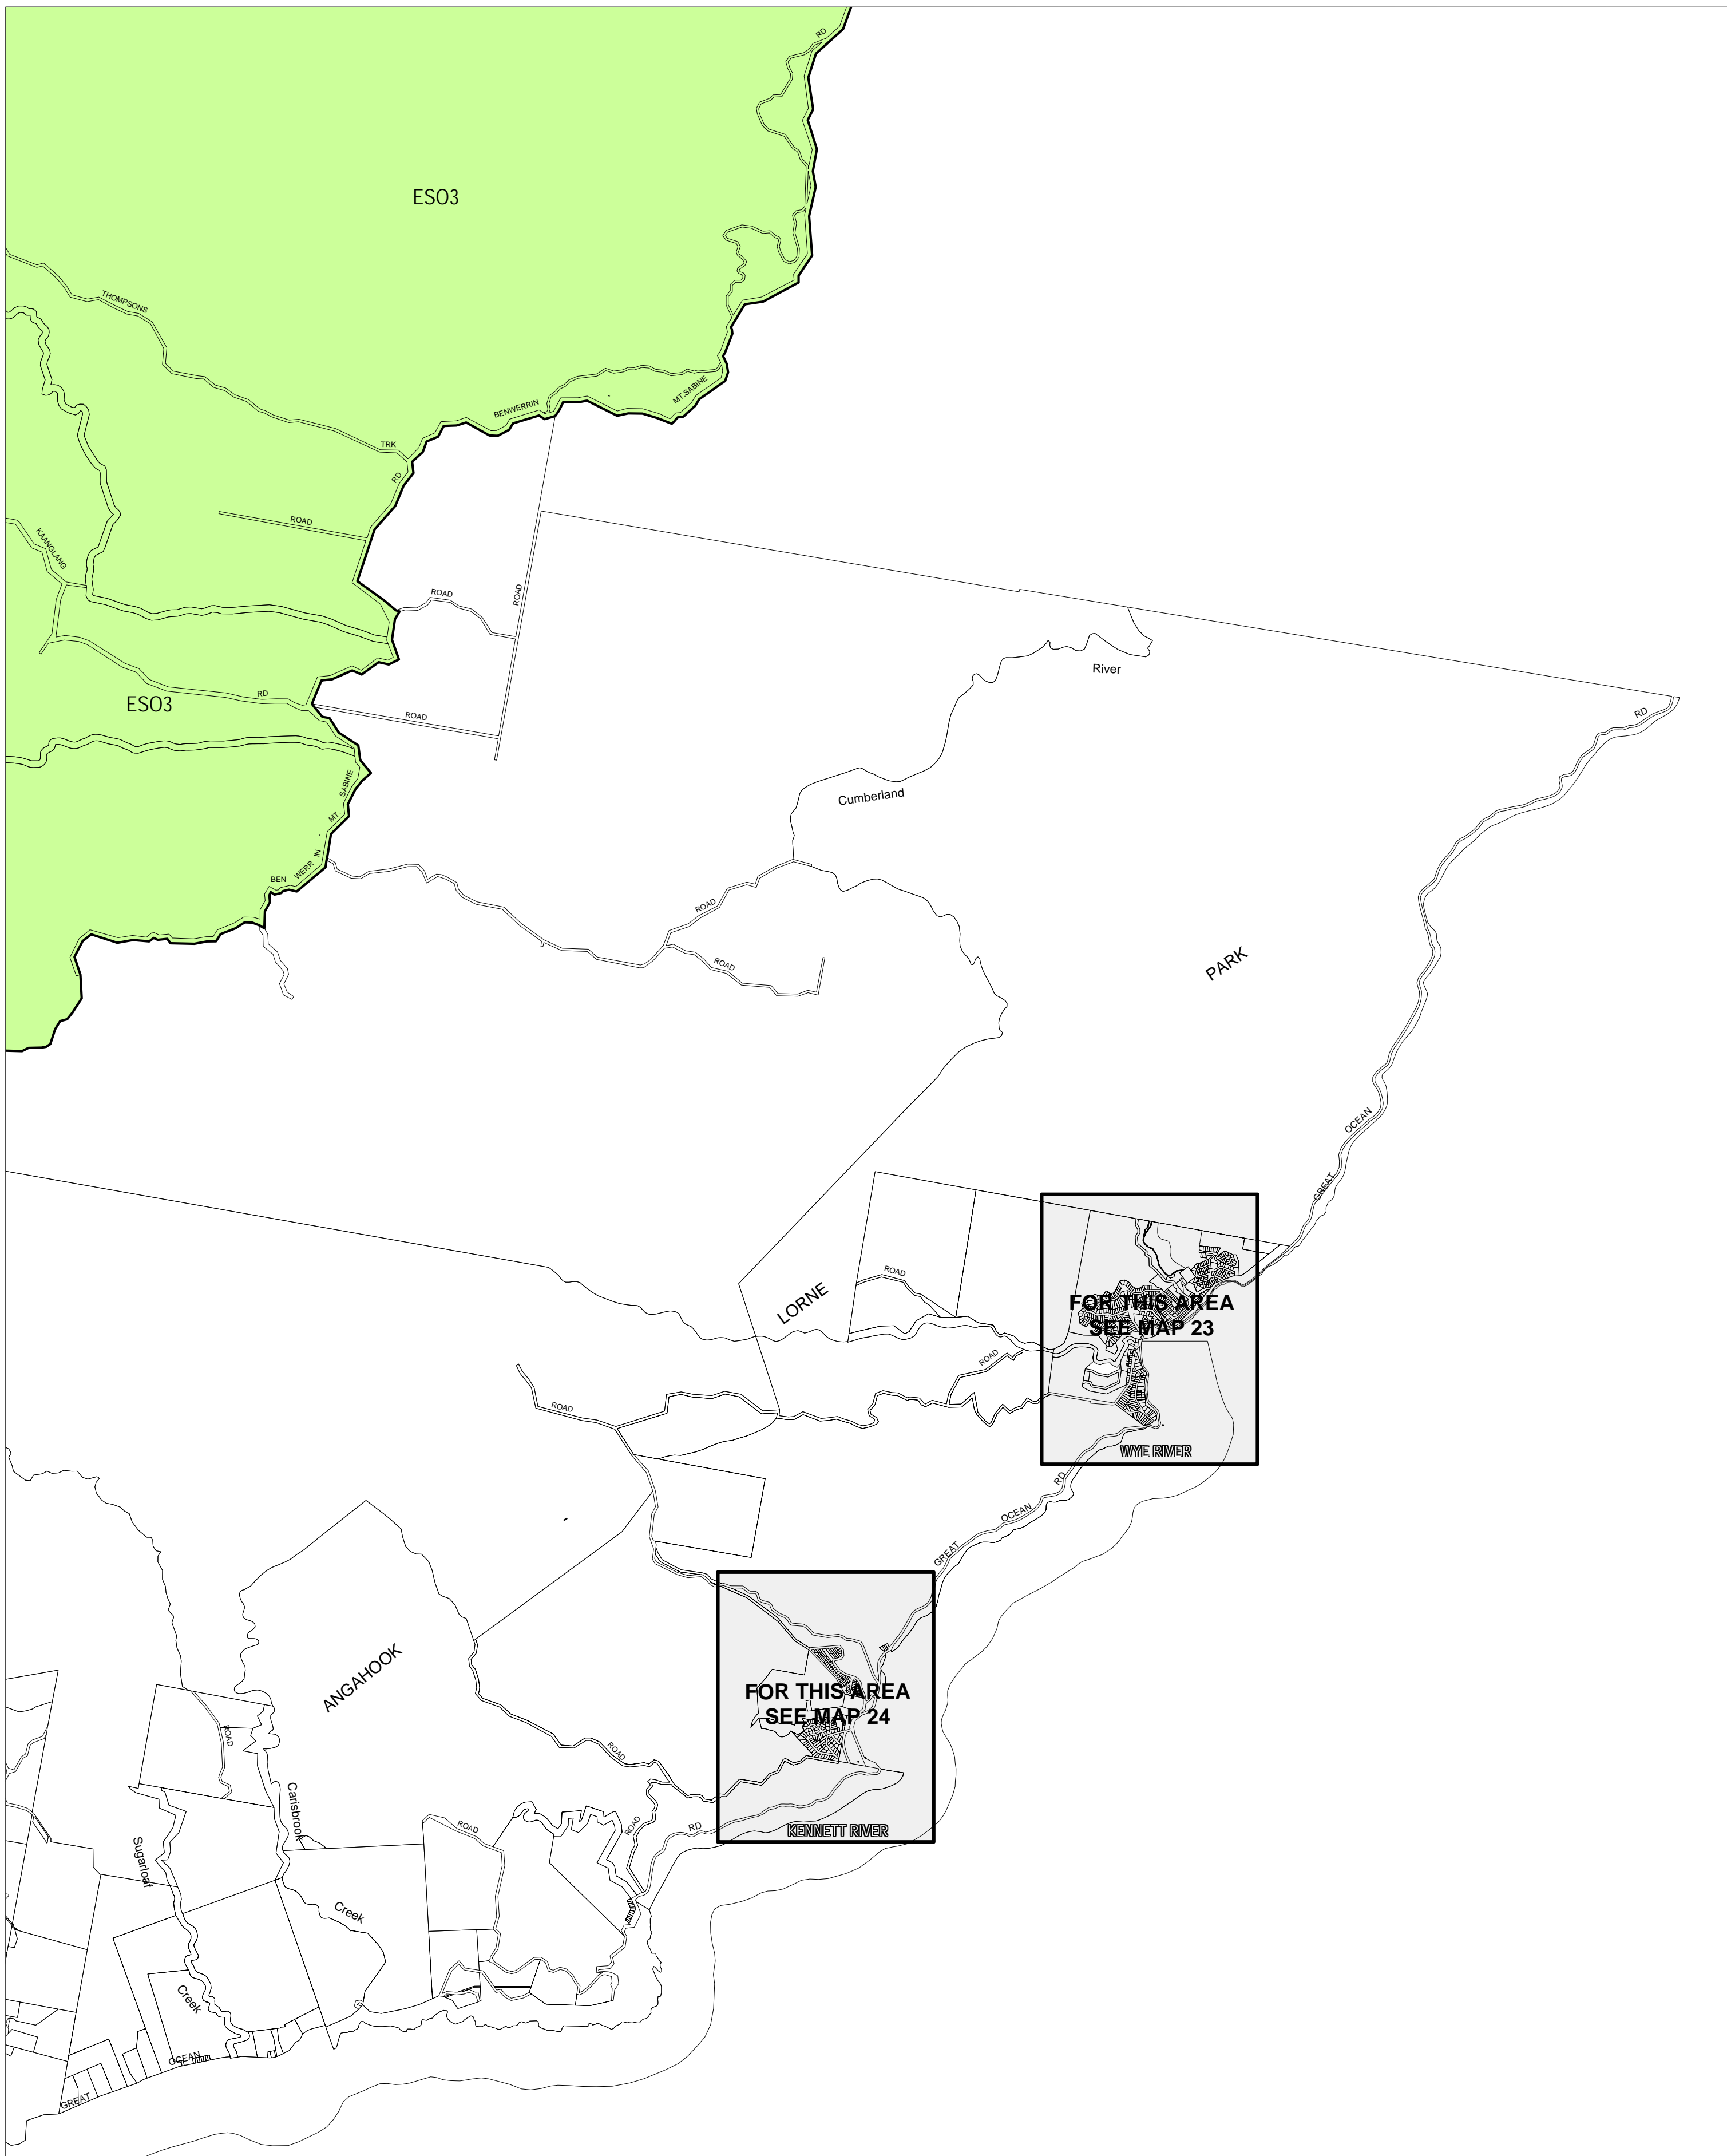 RD
ESO3
THOMPSONS
MT.SABINE
BENWERRIN
TRK
RD
ROAD
KAANGLANG
ROAD
ROAD
River
RD
ESO3
RD
ROAD
SABINE
MT.
Cumberland
IN
WERR
BEN
ROAD
ROAD
PARK
OCEAN
GREAT
ROAD
LORNE
FOR THIS AREA
SEE MAP 23
ROAD
ROAD
WYE RIVER
RD
OCEAN
GREAT
ANGAHOOK
FOR THIS AREA
SEE MAP 24
ROAD
ROAD
Carisbrook
ROAD
ROAD
RD
KENNETT RIVER
Sugarloaf
Creek
Creek
OCEAN
GREAT